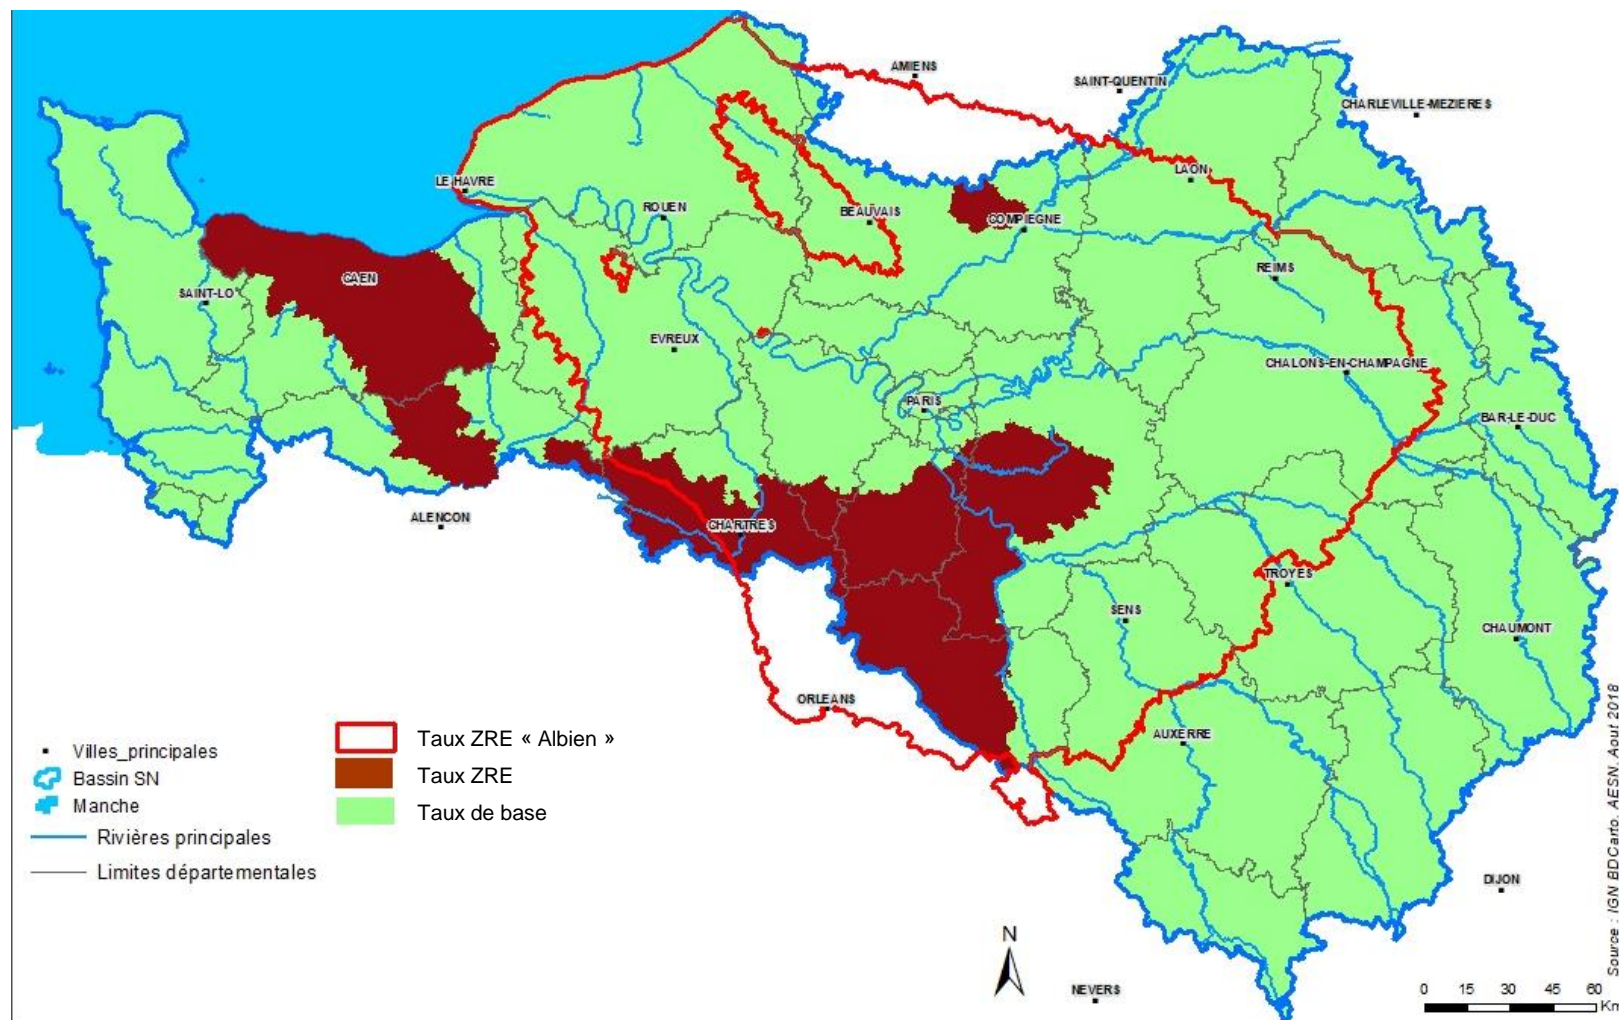 AMIENS
SAINT-QUENTIN
CHARLEVILLE-MEZIERES
LAON
LE HAVRE
ROUEN
BEAUVAIS
COMPIEGNE
REIMS
CAEN
SAINT-LO
EVREUX
CHALONS-EN-CHAMPAGNE
PARIS
BAR-LE-DUC
ALENCON
CHARTRES
TROYES
SENS
CHAUMONT
ORLEANS
AUXERRE
DIJON
NEVERS
Villes_principales
Bassin SN
Manche
Rivières principales
Limites départementales
Taux ZRE « Albien »
Taux ZRE
Taux de base
N
0 15 30 45 60
Km
Source : IGN BDCarto, AESN, Aout 2018